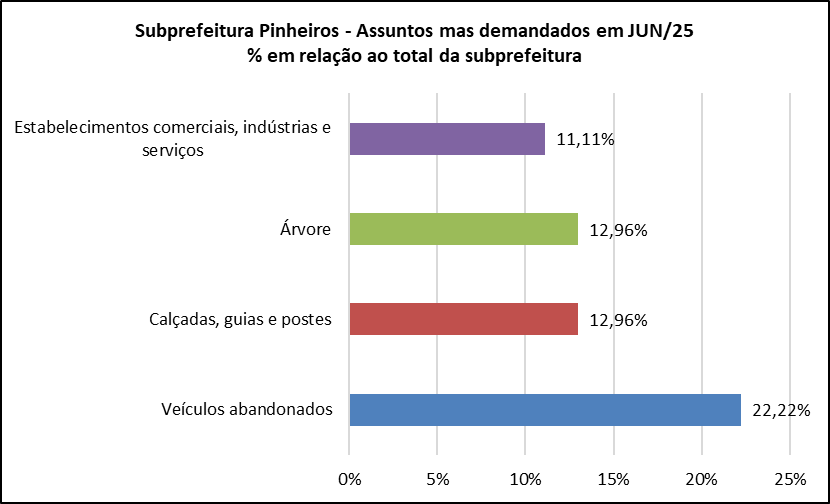 Subprefeitura Pinheiros - Assuntos mas demandados em JUN/25
% em relação ao total da subprefeitura
Estabelecimentos comerciais, indústrias e
serviços
11,11%
Árvore
12,96%
Calçadas, guias e postes
12,96%
Veículos abandonados
22,22%
0%
5%
10%
15%
20%
25%